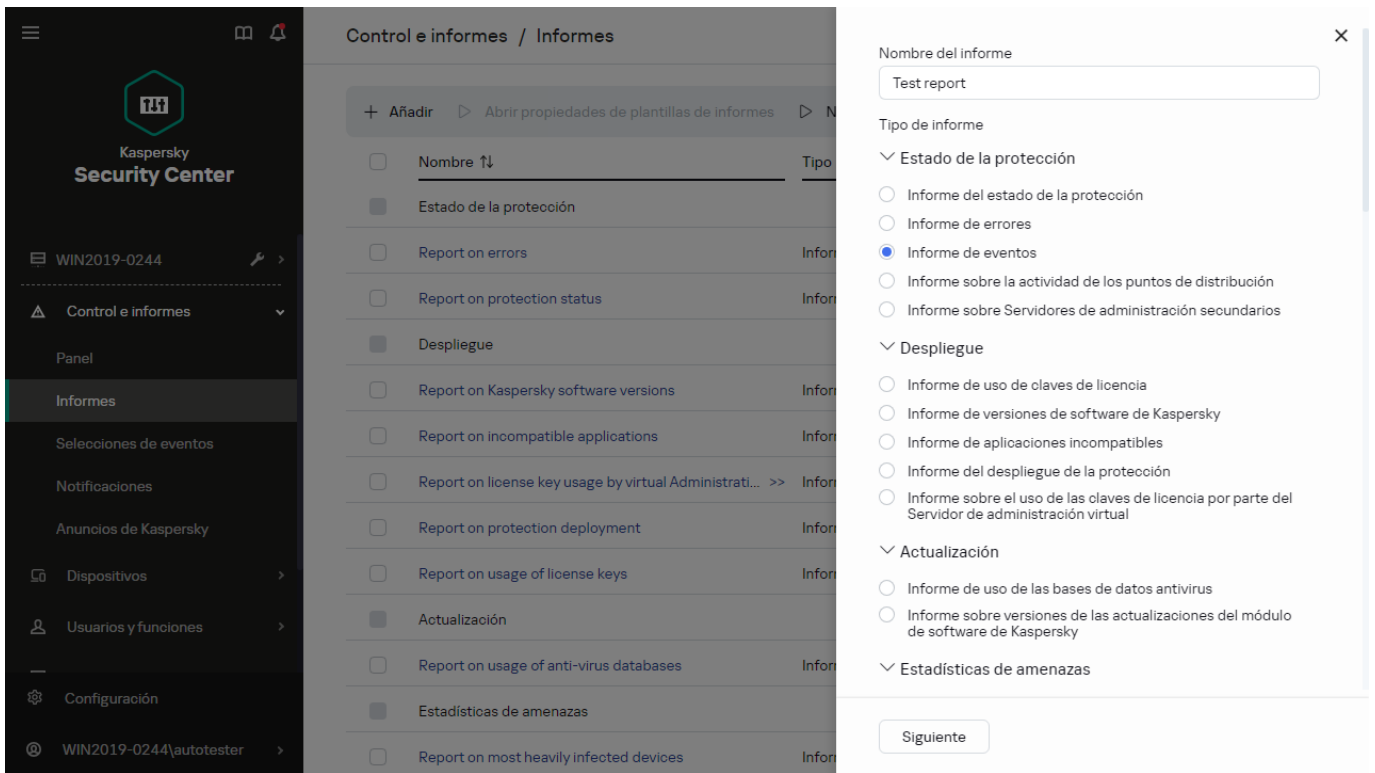 Kaspersky
Security Center
WIN2019-0244
Control e informes
Panel
Informes
Selecciones de eventos
Notificaciones
Anuncios de Kaspersky
Dispositivos
Usuarios y funciones
Configuración
WIN2019-0244\autotester
Control e informes / Informes
+ Añadir Abrir propiedades de plantillas de informes N
Nombre Tipo
Estado de la protección
Report on errors Infor
Report on protection status Infor
Despliegue
Report on Kaspersky software versions Infor
Report on incompatible applications Infor
Report on license key usage by virtual Administrati... >> Infor
Report on protection deployment Infor
Report on usage of license keys Infor
Actualización
Report on usage of anti-virus databases Infor
Estadísticas de amenazas
Report on most heavily infected devices Infor
Nombre del informe
Test report
Tipo de informe
Estado de la protección
Informe del estado de la protección
Informe de errores
Informe de eventos
Informe sobre la actividad de los puntos de distribución
Informe sobre Servidores de administración secundarios
Despliegue
Informe de uso de claves de licencia
Informe de versiones de software de Kaspersky
Informe de aplicaciones incompatibles
Informe del despliegue de la protección
Informe sobre el uso de las claves de licencia por parte del
Servidor de administración virtual
Actualización
Informe de uso de las bases de datos antivirus
Informe sobre versiones de las actualizaciones del módulo
de software de Kaspersky
Estadísticas de amenazas
Siguiente